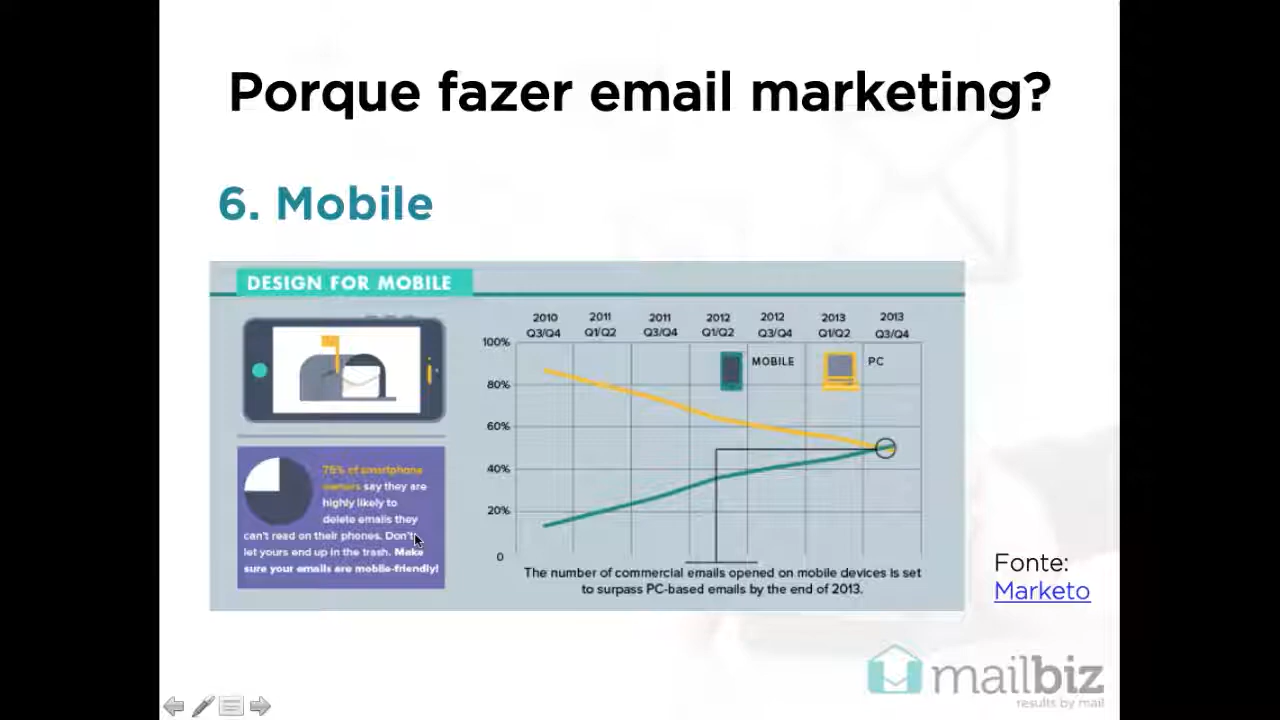 Porque fazer email marketing?
6. Mobile
DESIGN FOR MOBILE
2010 2011 2011 2012 2012 2013 2013
Q3/Q4 Q1/Q2 Q3/Q4 Q1/Q2 Q3/Q4 Q1/Q2 Q3/Q4
100%
MOBILE PC
80%
60%
40%
20%
0
75% of smartphone
owners say they are
highly likely to
delete emails they
can't read on their phones. Don't
let yours end up in the trash. Make
sure your emails are mobile-friendly!
The number of commercial emails opened on mobile devices is set
to surpass PC-based emails by the end of 2013.
Fonte:
Marketo
mailbiz
results by mail